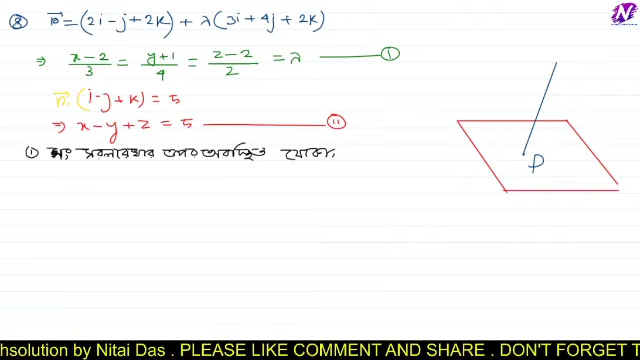 ⑧ r⃗ = (2i - j + 2k) + λ(3i + 4j + 2k)
⇒ x-2/3 = y+1/4 = z-2/2 = λ —— ①
r⃗. (i - j + k) = 5
⇒ x - y + z = 5 —— ⑪
① নং সরলরেখার উপর অবস্থিত যেকোন
P
N
hsolution by Nitai Das . PLEASE LIKE COMMENT AND SHARE . DON'T FORGET T